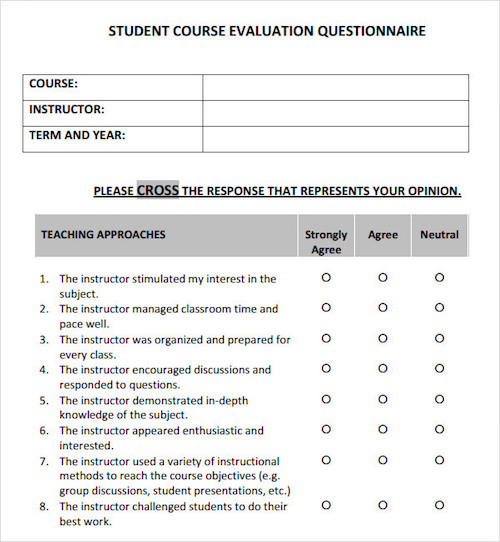 STUDENT COURSE EVALUATION QUESTIONNAIRE
COURSE:
INSTRUCTOR:
TERM AND YEAR:
PLEASE CROSS THE RESPONSE THAT REPRESENTS YOUR OPINION.
TEACHING APPROACHES Strongly Agree Neutral
Agree
1. The instructor stimulated my interest in the
subject.
2. The instructor managed classroom time and
pace well.
3. The instructor was organized and prepared for
every class.
4. The instructor encouraged discussions and
responded to questions.
5. The instructor demonstrated in-depth
knowledge of the subject.
6. The instructor appeared enthusiastic and
interested.
7. The instructor used a variety of instructional
methods to reach the course objectives (e.g.
group discussions, student presentations, etc.)
8. The instructor challenged students to do their
best work.